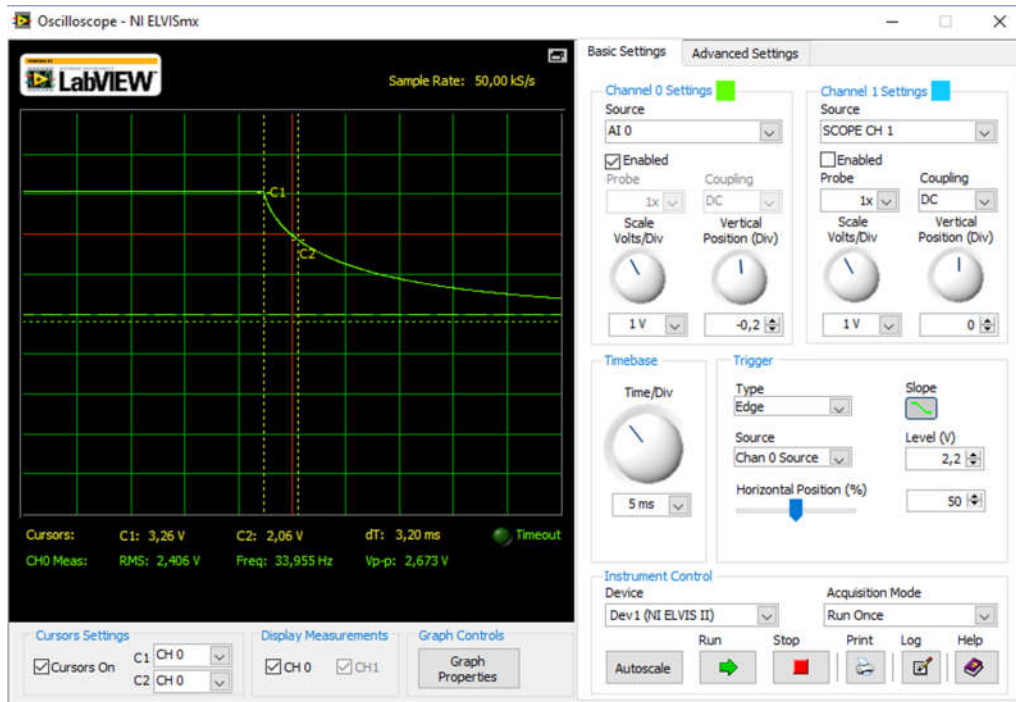 Oscilloscope - NI ELVISmx
LabVIEW
Sample Rate: 50,00 kS/s
C1
C2
Cursors: C1: 3,26 V C2: 2,06 V dT: 3,20 ms Timeout
CH0 Meas: RMS: 2,406 V Freq: 33,955 Hz Vp-p: 2,673 V
Cursors Settings
Cursors On
C1 CH 0
C2 CH 0
Display Measurements
CH 0 CH1
Graph Controls
Graph
Properties
Basic Settings Advanced Settings
Channel 0 Settings
Source
AI 0
Enabled
Probe Coupling
1x DC
Scale
Volts/Div
Vertical
Position (Div)
1 V -0,2
Channel 1 Settings
Source
SCOPE CH 1
Enabled
Probe Coupling
1x DC
Scale
Volts/Div
Vertical
Position (Div)
1 V 0
Timebase
Time/Div
5 ms
Trigger
Type Slope
Edge
Source Level (V)
Chan 0 Source 2,2
Horizontal Position (%)
50
Instrument Control
Device Acquisition Mode
Dev1 (NI ELVIS II) Run Once
Run Stop Print Log Help
Autoscale